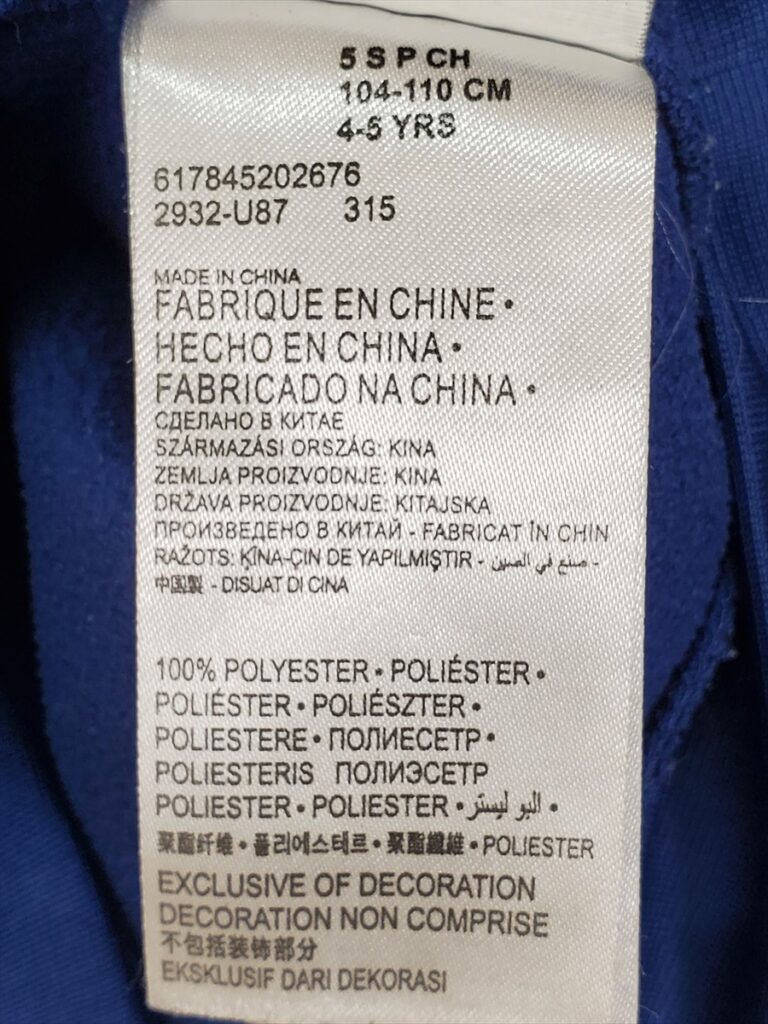 5 S P CH
104-110 CM
4-5 YRS
617845202676
2932-U87 315
MADE IN CHINA
FABRIQUE EN CHINE •
HECHO EN CHINA •
FABRICADO NA CHINA •
СДЕЛАНО В КИТАЕ
SZÁRMAZÁSI ORSZÁG: KINA
ZEMLJA PROIZVODNJE: KINA
DRŽAVA PROIZVODNJE: KITAJSKA
ПРОИЗВЕДЕНО В КИТАЙ - FABRICAT ÎN CHIN
RAŽOTS: ĶĪNA-ÇIN DE YAPILMIŞTIR - صنع في الصين -
中国製 - DISUAT DI CINA
100% POLYESTER • POLIÉSTER •
POLIÉSTER • POLIÉSZTER •
POLIESTERE • ПОЛИЕСЕТР •
POLIESTERIS ПОЛИЭСЕТР
POLIESTER • POLIESTER • البو ليستر •
聚酯纤维 • 폴리에스테르 • 聚酯纖維 • POLIESTER
EXCLUSIVE OF DECORATION
DECORATION NON COMPRISE
不包括装饰部分
EKSKLUSIF DARI DEKORASI